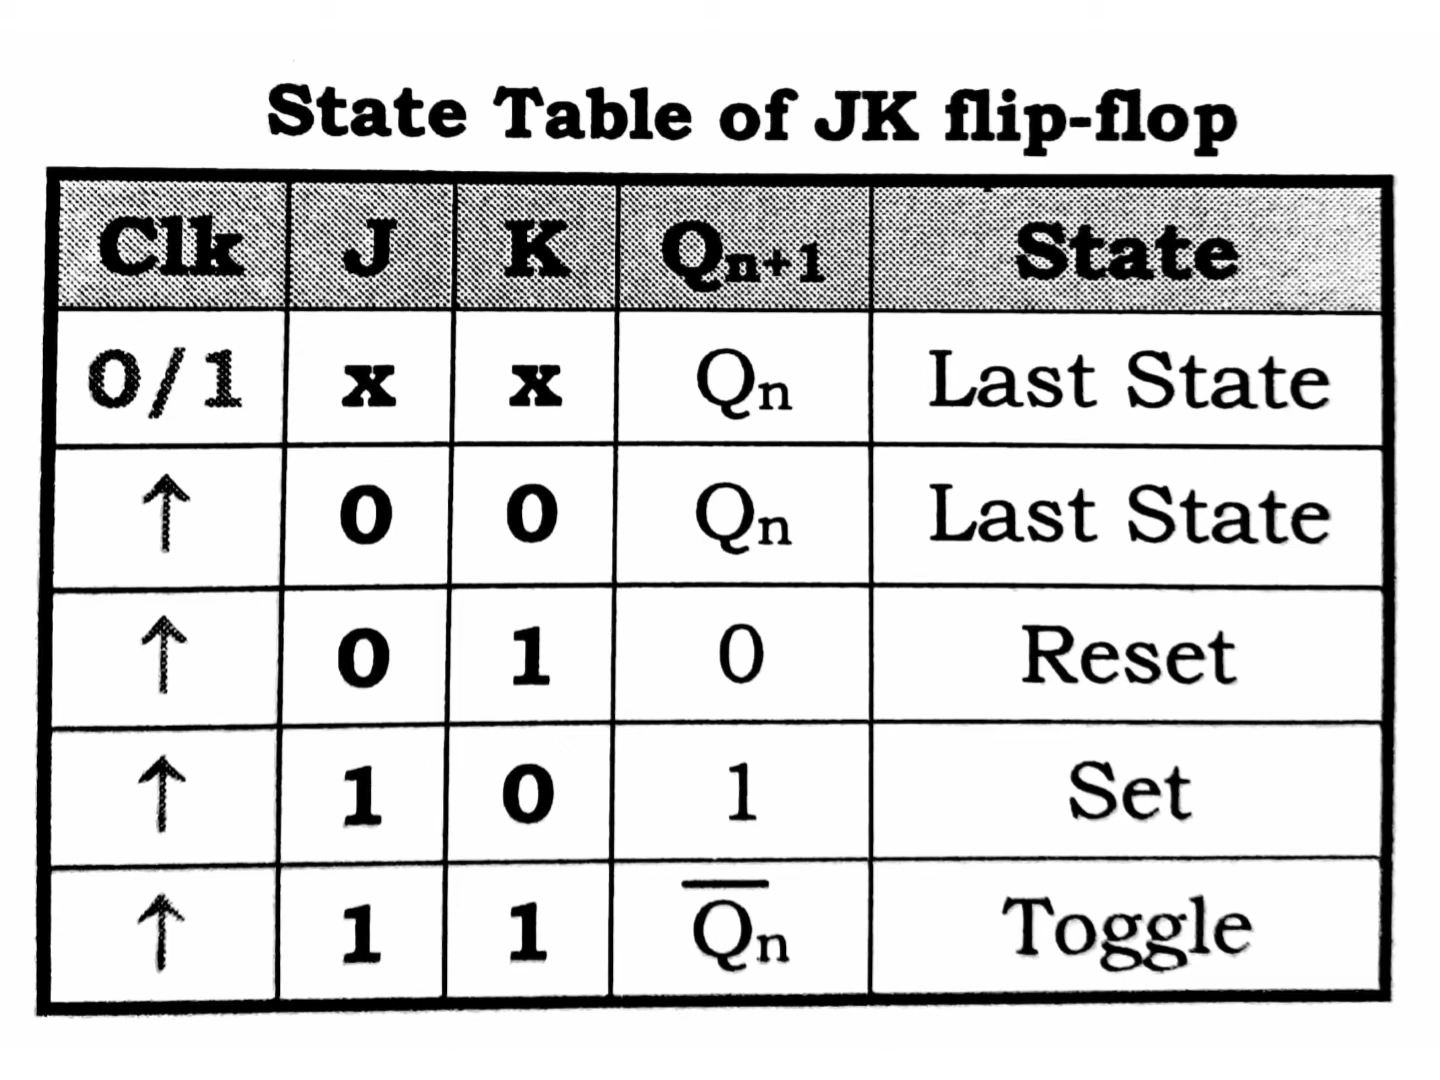 State Table of JK flip-flop
Clk J K Qn+1 State
0/1 x x Qn Last State
↑ 0 0 Qn Last State
↑ 0 1 0 Reset
↑ 1 0 1 Set
↑ 1 1 Q̅n Toggle